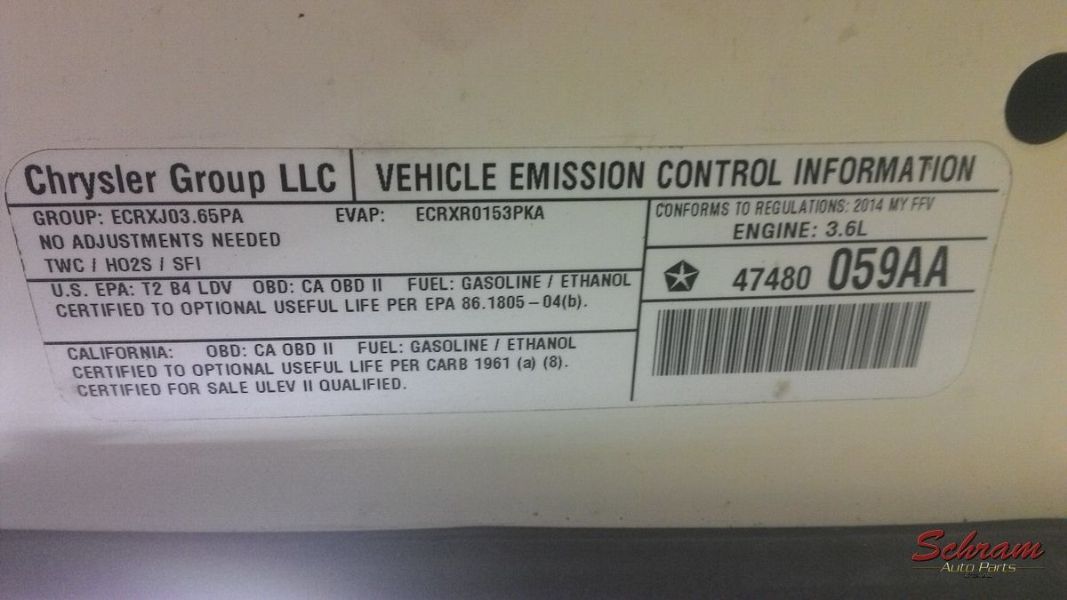 Chrysler Group LLC
VEHICLE EMISSION CONTROL INFORMATION
GROUP: ECRXJ03.65PA EVAP: ECRXR0153PKA
NO ADJUSTMENTS NEEDED
TWC / HO2S / SFI
U.S. EPA: T2 B4 LDV OBD: CA OBD II FUEL: GASOLINE / ETHANOL
CERTIFIED TO OPTIONAL USEFUL LIFE PER EPA 86.1805-04(b).
CALIFORNIA: OBD: CA OBD II FUEL: GASOLINE / ETHANOL
CERTIFIED TO OPTIONAL USEFUL LIFE PER CARB 1961 (a) (8).
CERTIFIED FOR SALE ULEV II QUALIFIED.
CONFORMS TO REGULATIONS: 2014 MY FFV
ENGINE: 3.6L
47480 059AA
Schram
Auto Parts